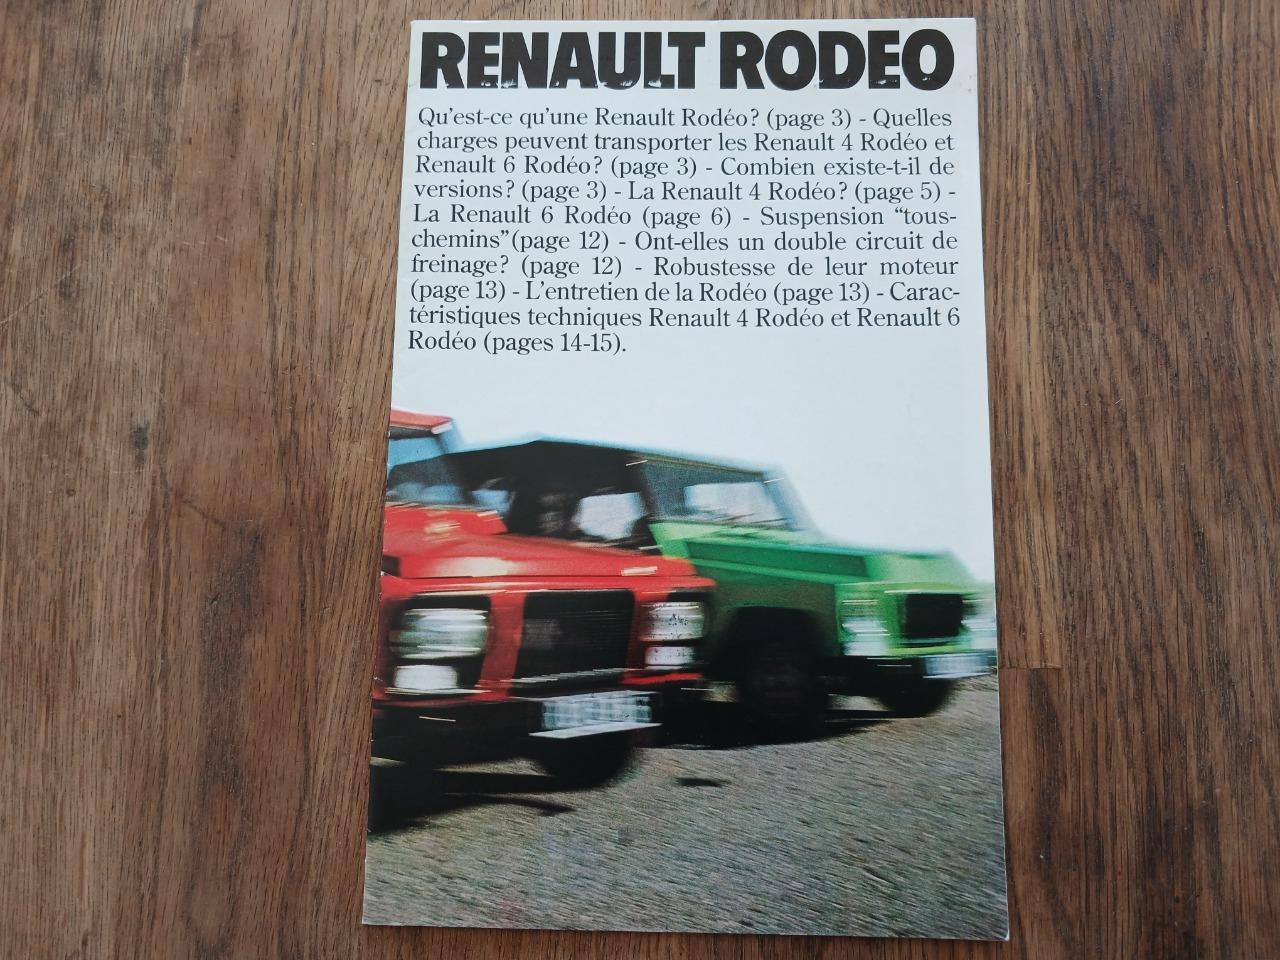 RENAULT RODEO
Qu'est-ce qu'une Renault Rodéo? (page 3) - Quelles
charges peuvent transporter les Renault 4 Rodéo et
Renault 6 Rodéo? (page 3) - Combien existe-t-il de
versions? (page 3) - La Renault 4 Rodéo? (page 5) -
La Renault 6 Rodéo (page 6) - Suspension “tous-
chemins”(page 12) - Ont-elles un double circuit de
freinage? (page 12) - Robustesse de leur moteur
(page 13) - L'entretien de la Rodéo (page 13) - Carac-
téristiques techniques Renault 4 Rodéo et Renault 6
Rodéo (pages 14-15).